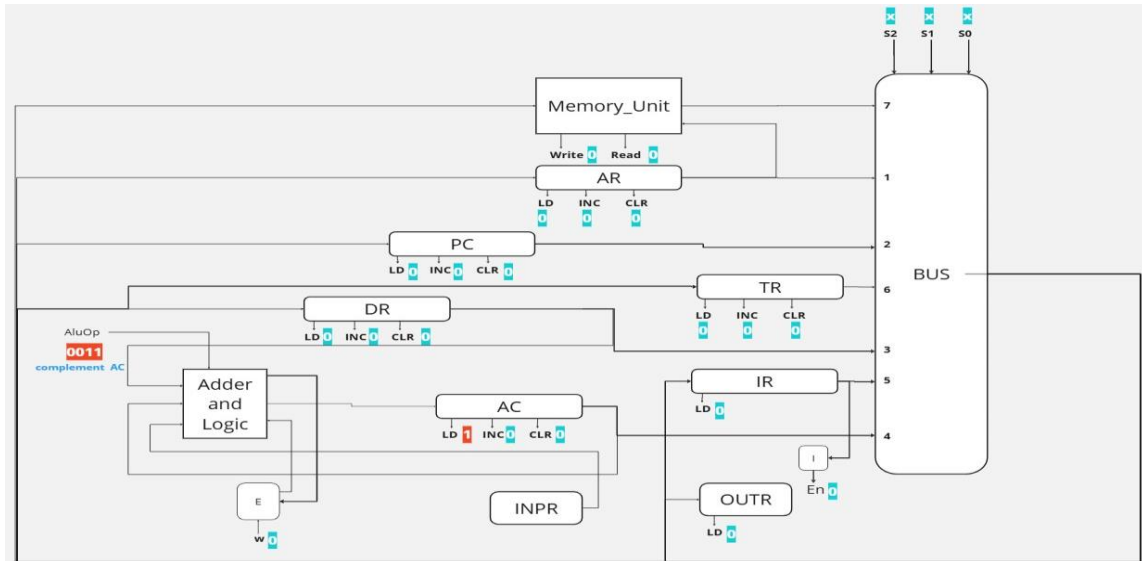 X X X
S2 S1 S0
Memory_Unit
7
Write 0 Read 0
AR
1
LD INC CLR
0 0 0
PC
2
LD 0 INC 0 CLR 0
BUS
TR
6
DR
LD INC CLR
0 0 0
AluOp
LD 0 INC 0 CLR 0
0011
3
complement AC
Adder
and
Logic
IR
5
AC
LD 0
LD 1 INC 0 CLR 0
4
I
En 0
E
INPR
OUTR
W 0
LD 0